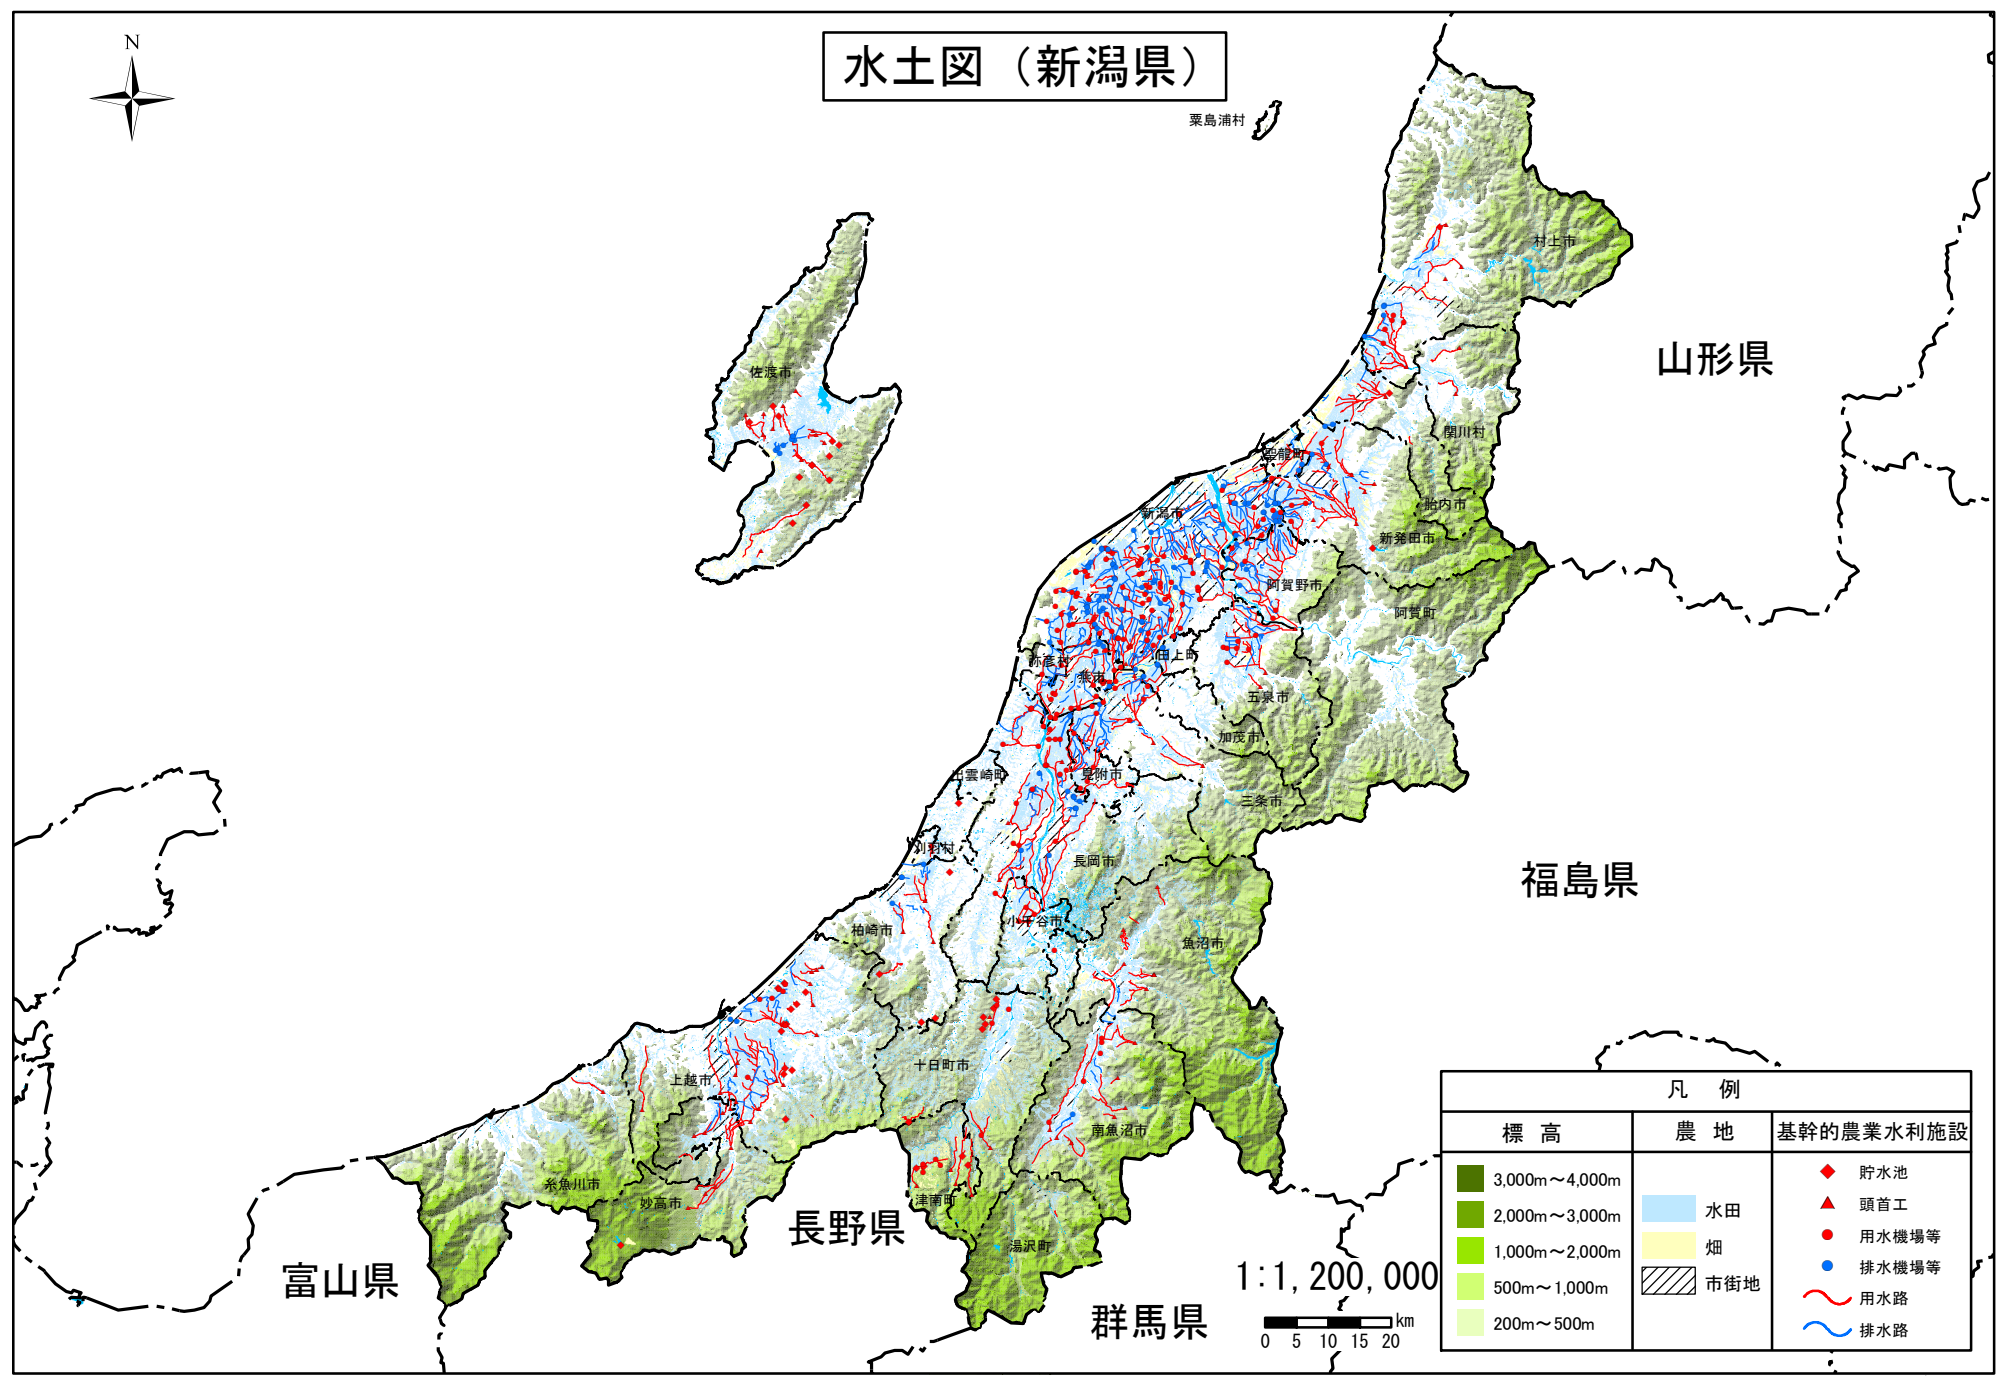 水土図（新潟県）
N
粟島浦村
村上市
山形県
佐渡市
関川村
聖籠町
胎内市
新潟市
新発田市
阿賀野市
阿賀町
弥彦村
田上町
燕市
五泉市
加茂市
出雲崎町
見附市
三条市
刈羽村
長岡市
福島県
小千谷市
柏崎市
魚沼市
十日町市
上越市
南魚沼市
糸魚川市
妙高市
津南町
長野県
湯沢町
富山県
群馬県
1:1,200,000
km
0 5 10 15 20
凡 例
標 高
3,000m～4,000m
2,000m～3,000m
1,000m～2,000m
500m～1,000m
200m～500m
農 地
水田
畑
市街地
基幹的農業水利施設
貯水池
頭首工
用水機場等
排水機場等
用水路
排水路